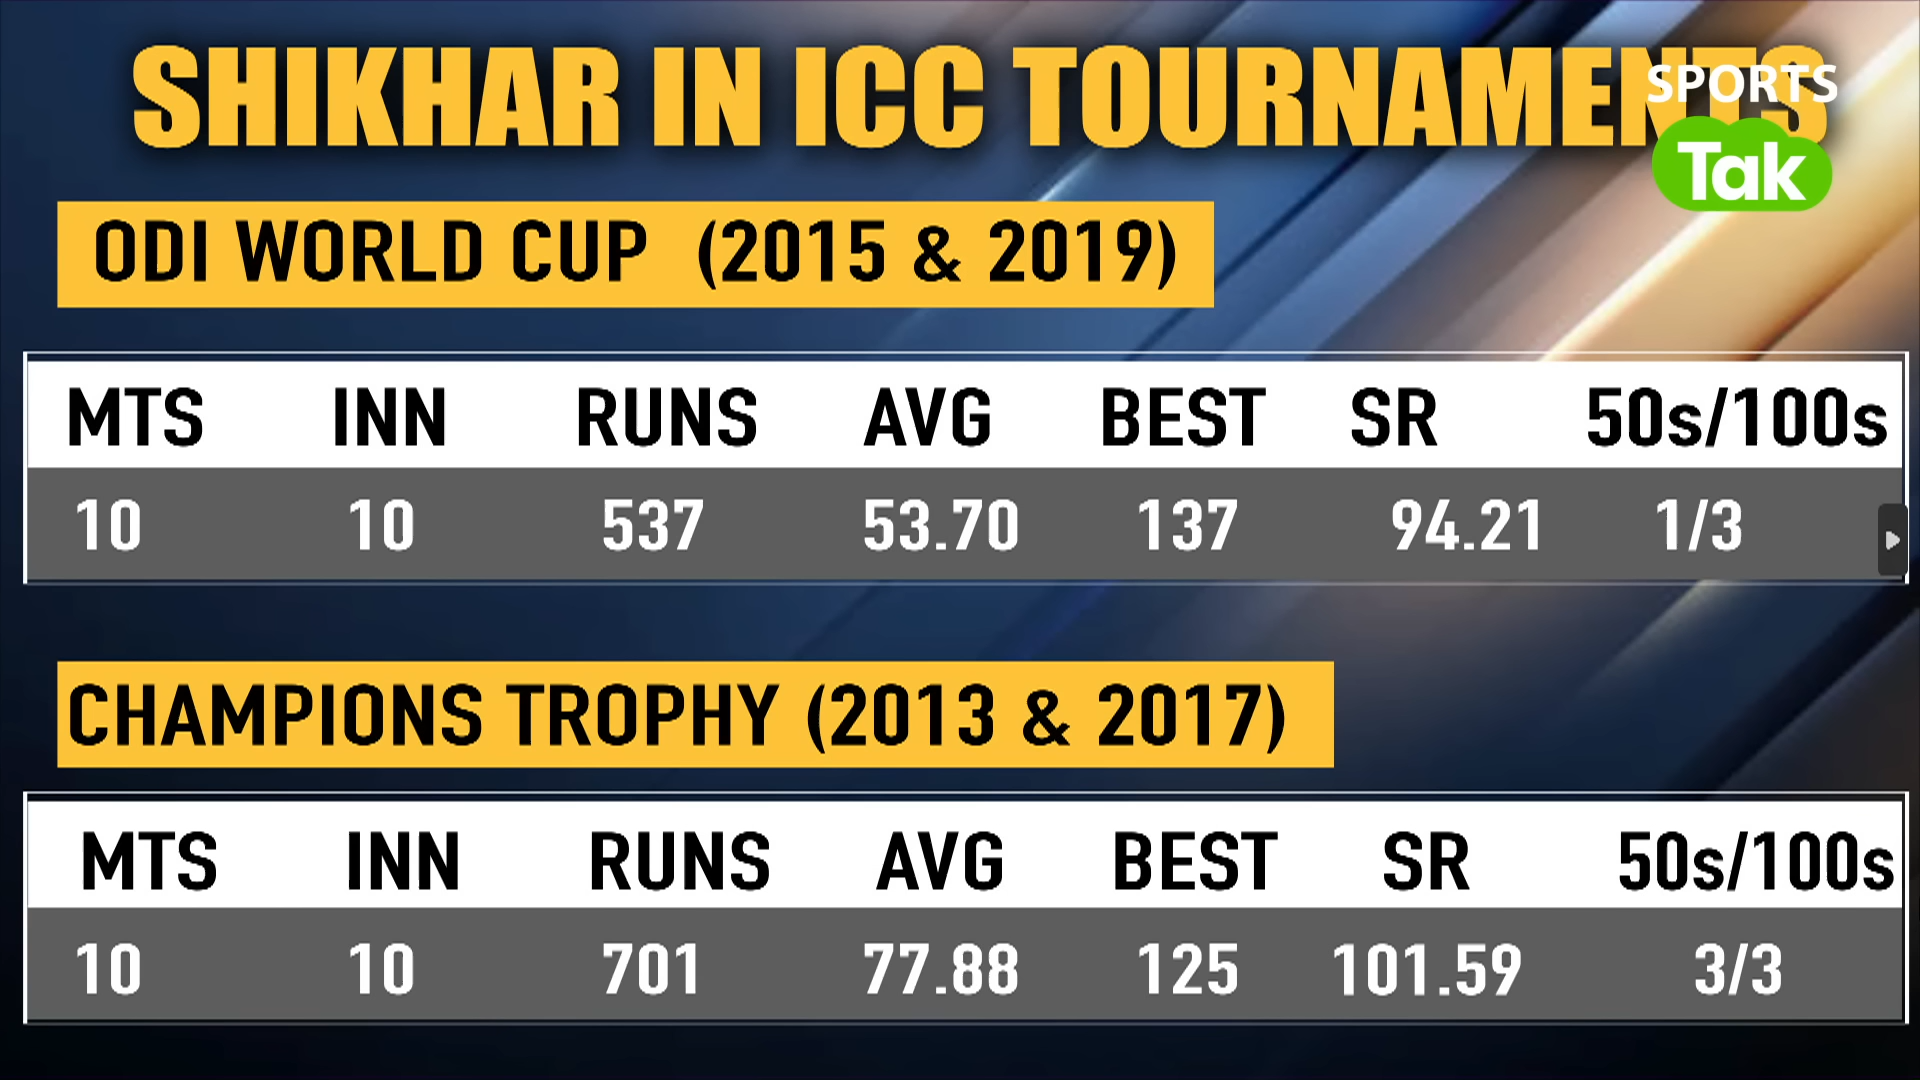 SHIKHAR IN ICC TOURNAMENTS
SPORTS
Tak
ODI WORLD CUP (2015 & 2019)
MTS INN RUNS AVG BEST SR 50s/100s
10 10 537 53.70 137 94.21 1/3
CHAMPIONS TROPHY (2013 & 2017)
MTS INN RUNS AVG BEST SR 50s/100s
10 10 701 77.88 125 101.59 3/3